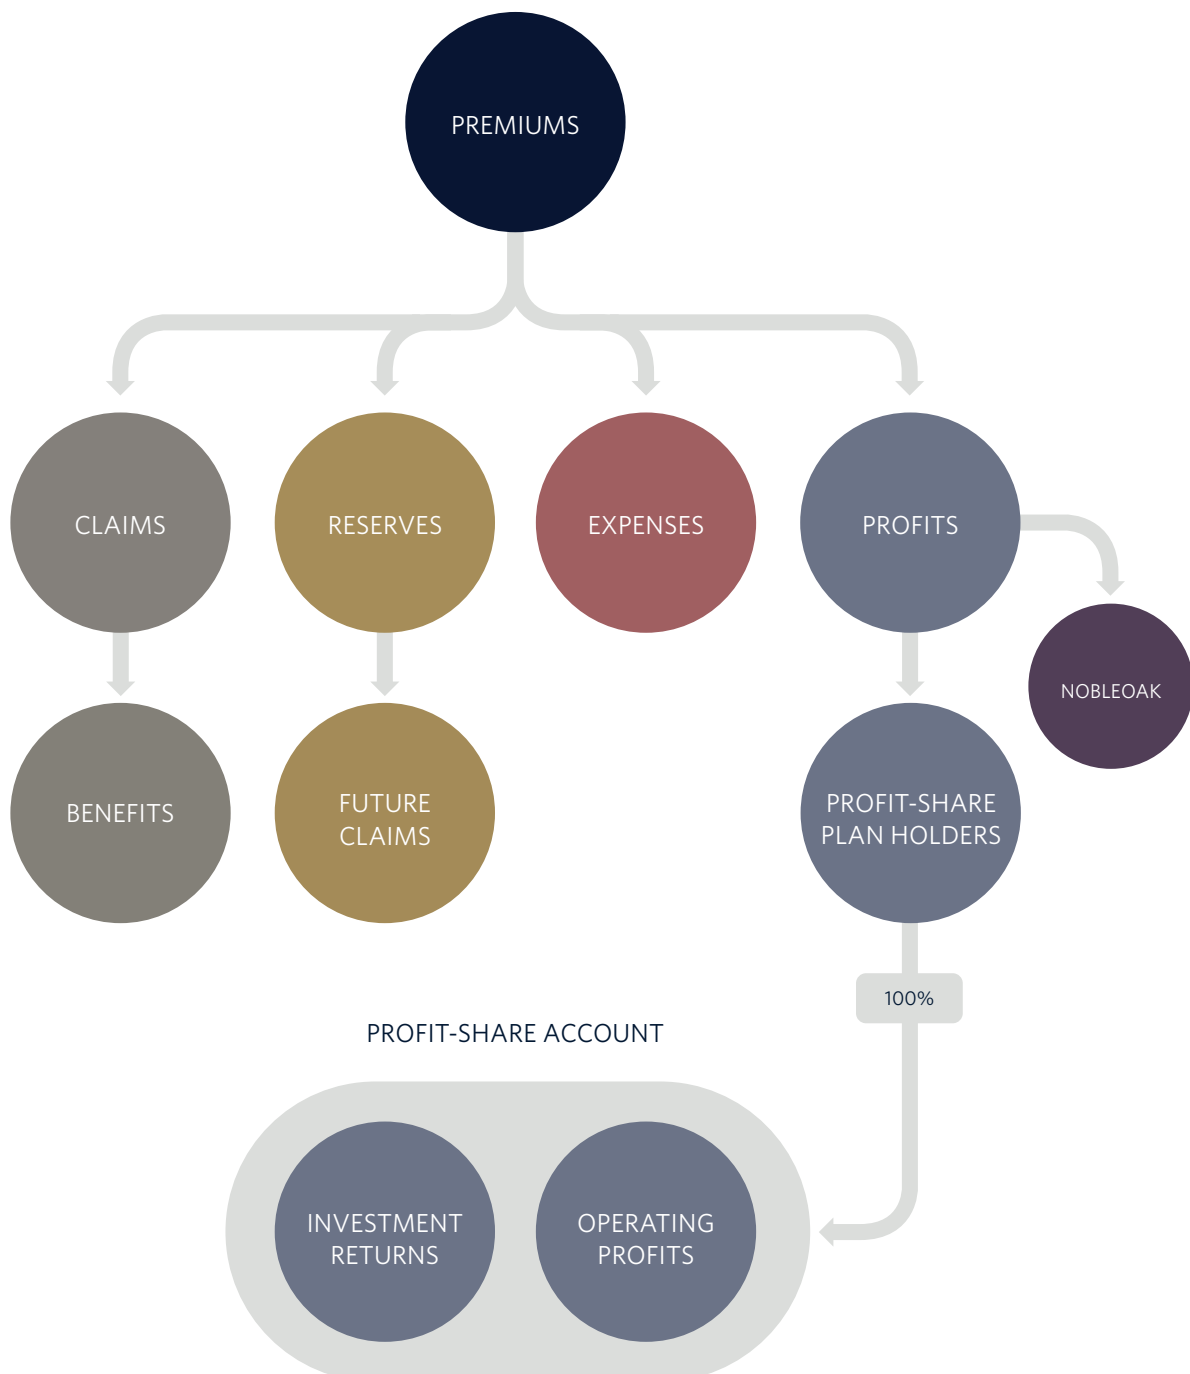 PREMIUMS
CLAIMS
RESERVES
EXPENSES
PROFITS
NOBLEOAK
BENEFITS
FUTURE
CLAIMS
PROFIT-SHARE
PLAN HOLDERS
100%
PROFIT-SHARE ACCOUNT
INVESTMENT
RETURNS
OPERATING
PROFITS